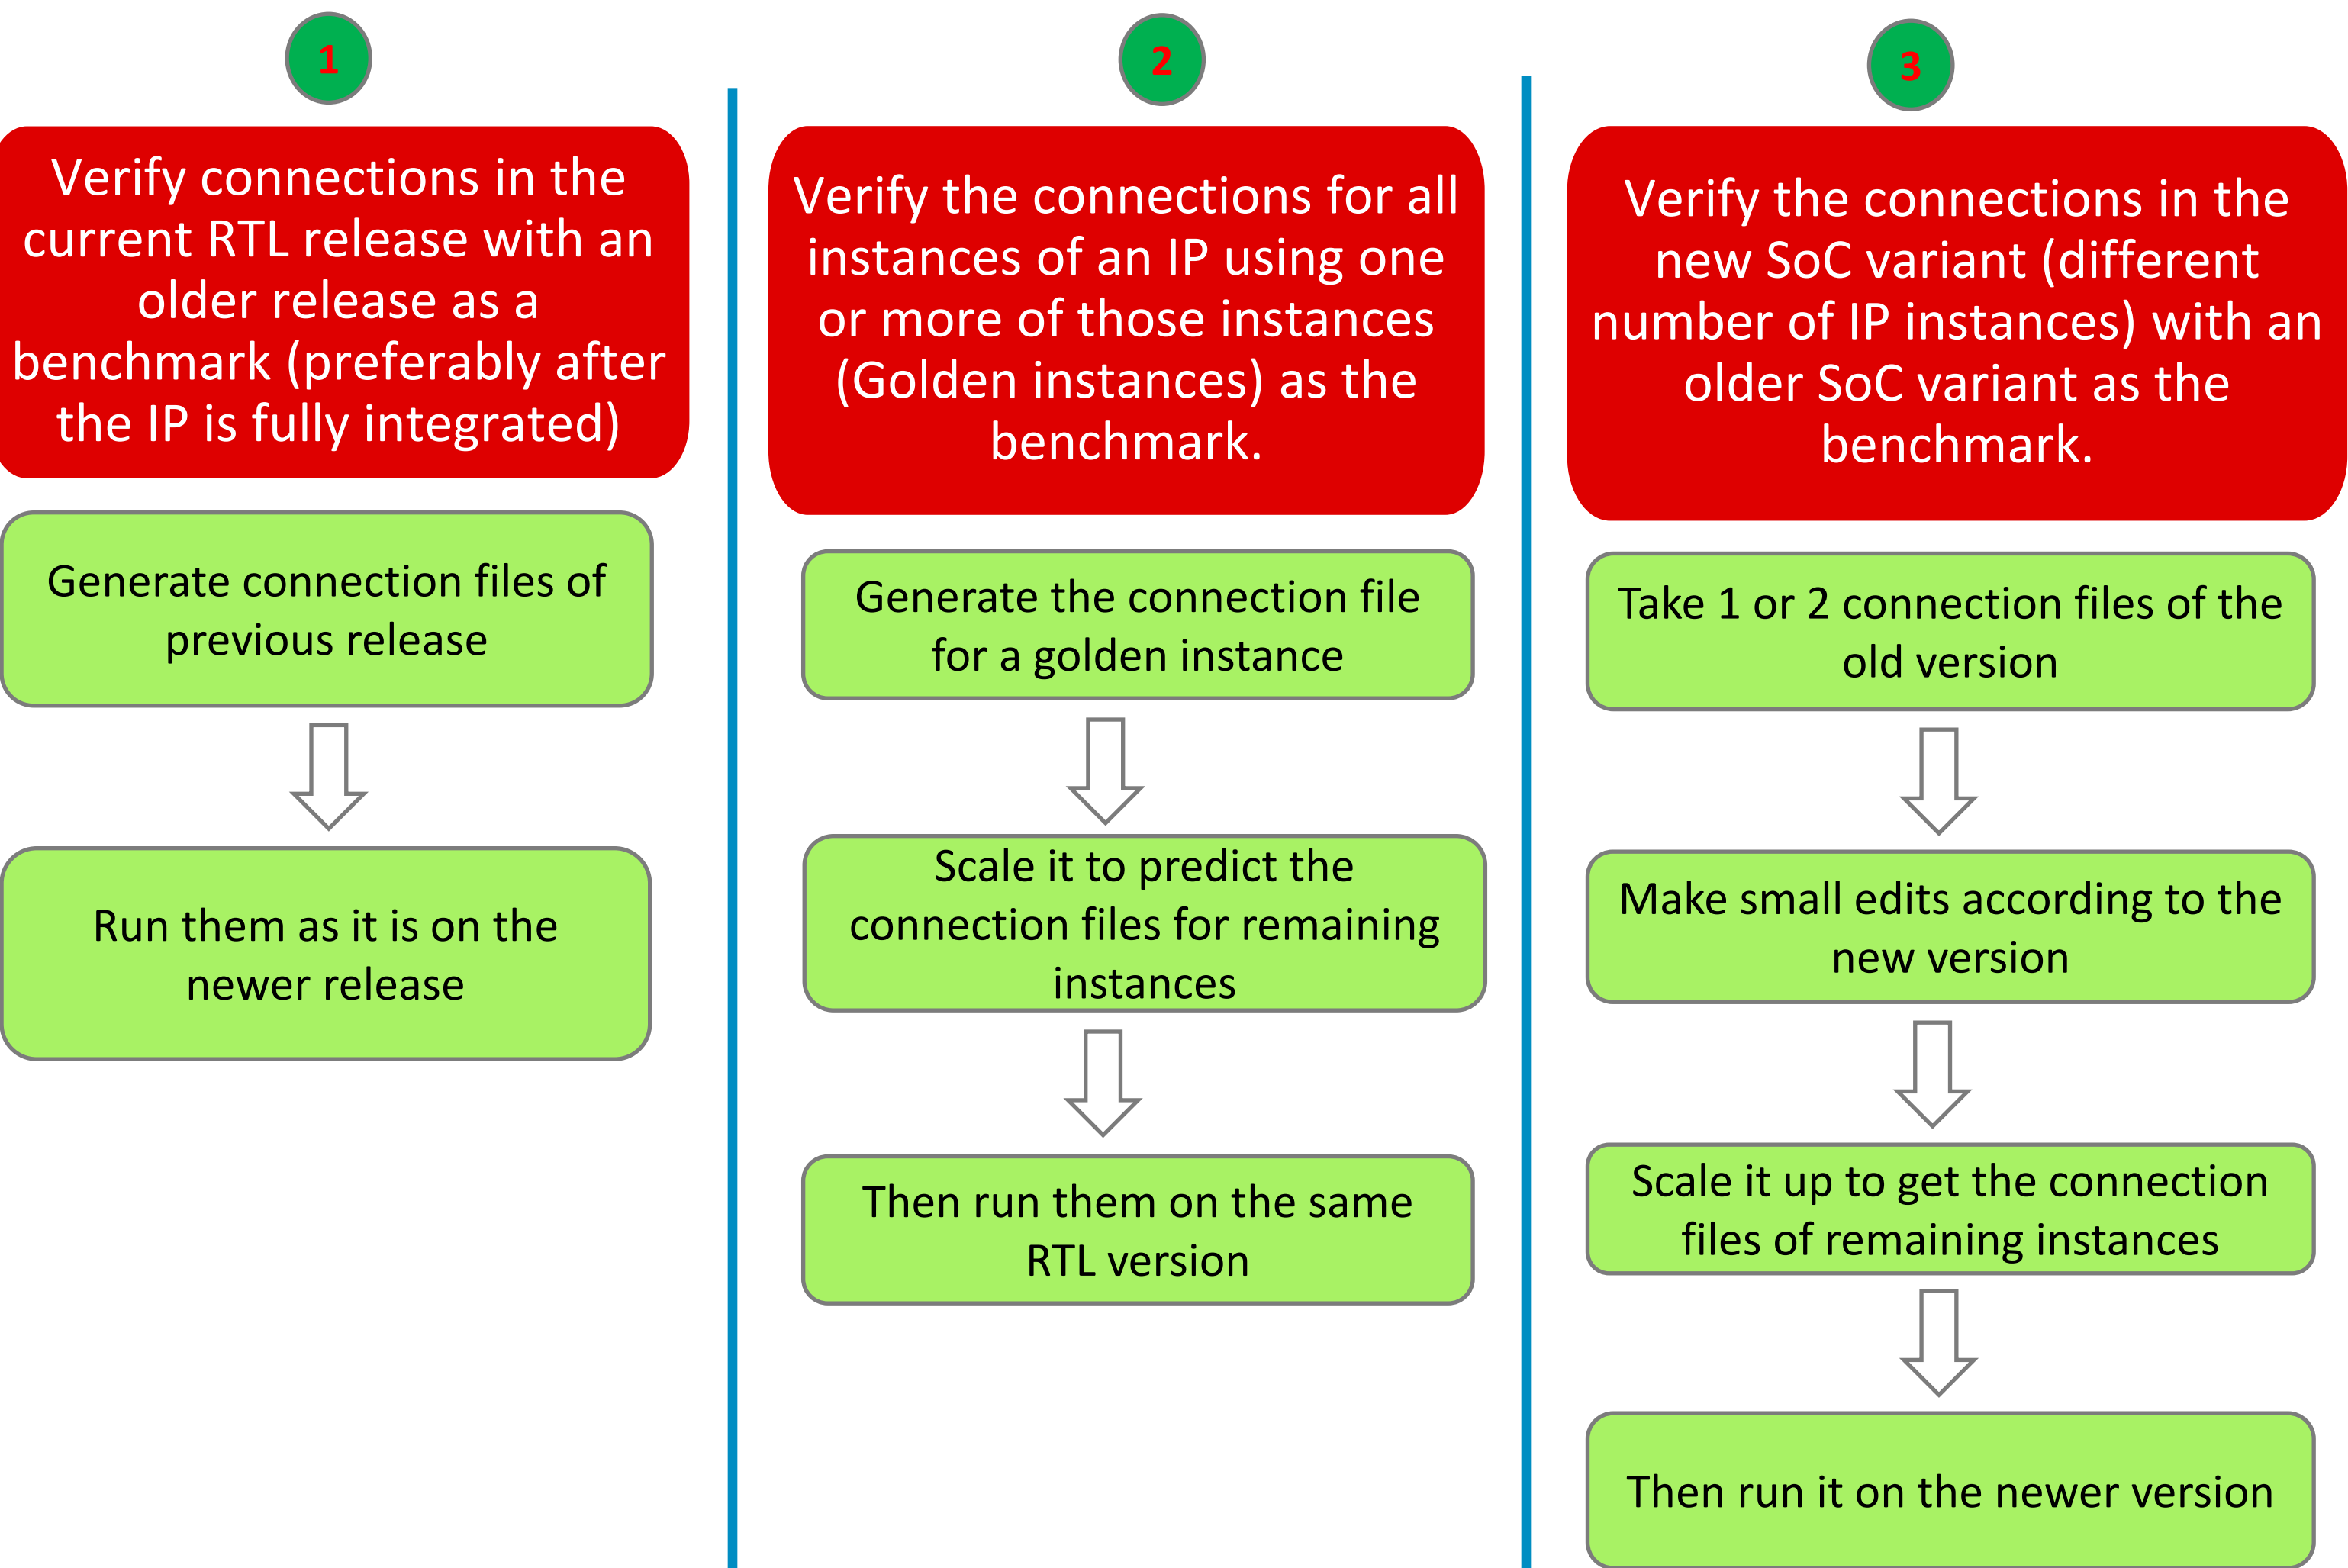 1
Verify connections in the
current RTL release with an
older release as a
benchmark (preferably after
the IP is fully integrated)
Generate connection files of
previous release
Run them as it is on the
newer release
2
Verify the connections for all
instances of an IP using one
or more of those instances
(Golden instances) as the
benchmark.
Generate the connection file
for a golden instance
Scale it to predict the
connection files for remaining
instances
Then run them on the same
RTL version
3
Verify the connections in the
new SoC variant (different
number of IP instances) with an
older SoC variant as the
benchmark.
Take 1 or 2 connection files of the
old version
Make small edits according to the
new version
Scale it up to get the connection
files of remaining instances
Then run it on the newer version